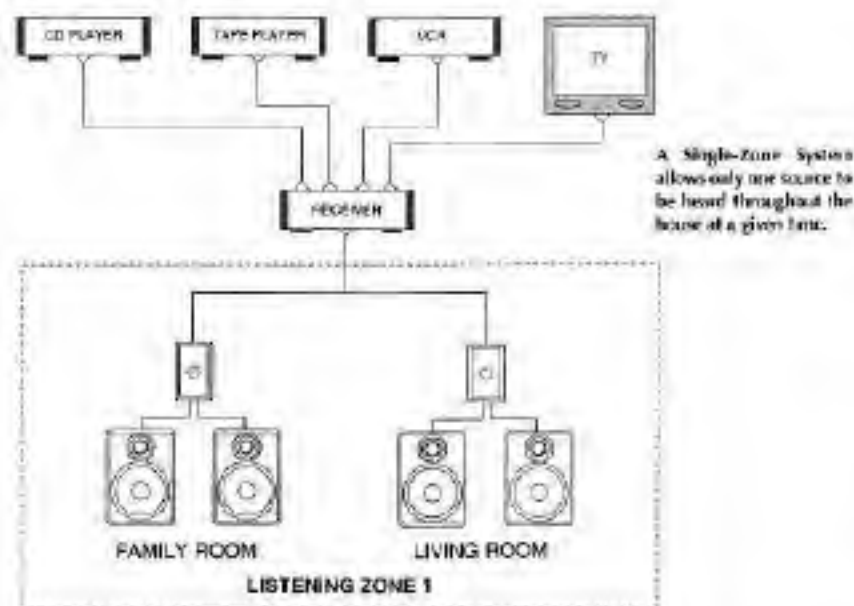 CD PLAYER
TAPE PLAYER
VCR
TV
A Single-Zone System
allows only one source to
be heard throughout the
house at a given time.
RECEIVER
FAMILY ROOM
LIVING ROOM
LISTENING ZONE 1